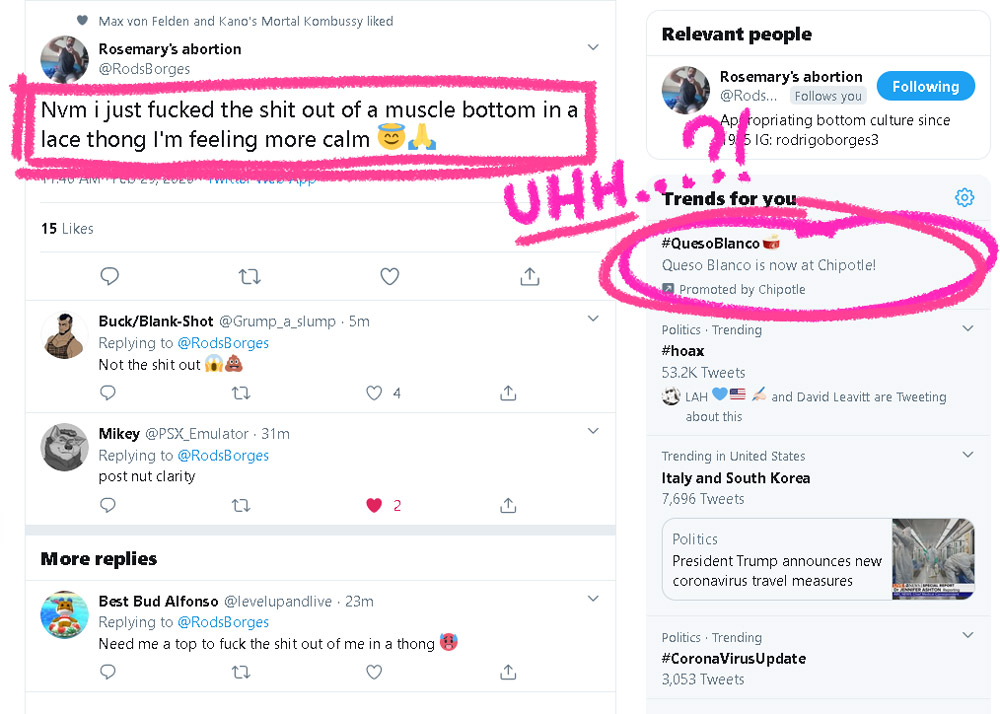 Max von Felden and Kano's Mortal Kombussy liked
Rosemary's abortion
@RodsBorges
Nvm i just fucked the shit out of a muscle bottom in a
lace thong I'm feeling more calm 😇🙏
11:46 AM · Feb 29, 2020 · Twitter Web App
15 Likes
Buck/Blank-Shot @Grump_a_slump · 5m
Replying to @RodsBorges
Not the shit out 😱💩
4
Mikey @PSX_Emulator · 31m
Replying to @RodsBorges
post nut clarity
2
More replies
Best Bud Alfonso @levelupandlive · 23m
Replying to @RodsBorges
Need me a top to fuck the shit out of me in a thong 🥵
UHH...?!
Relevant people
Rosemary's abortion
@Rods... Follows you
Following
Appropriating bottom culture since
1995 IG: rodrigoborges3
Trends for you
#QuesoBlanco
Queso Blanco is now at Chipotle!
Promoted by Chipotle
Politics · Trending
#hoax
53.2K Tweets
LAH 💙🇺🇸✍🏻 and David Leavitt are Tweeting
about this
Trending in United States
Italy and South Korea
7,696 Tweets
Politics
President Trump announces new
coronavirus travel measures
SPECIAL REPORT
Dr JENNIFER ASHTON
Politics · Trending
#CoronaVirusUpdate
3,053 Tweets